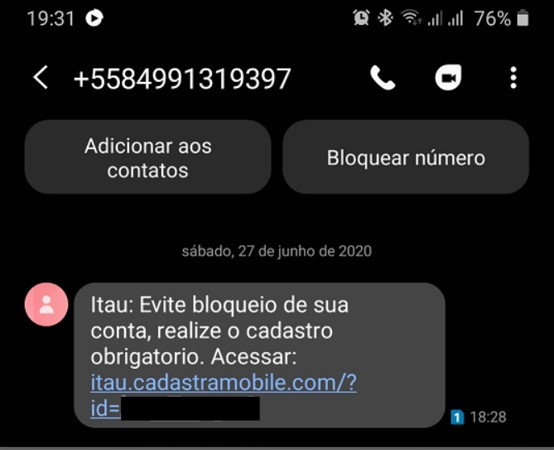 19:31
76%
+5584991319397
Adicionar aos
contatos
Bloquear número
sábado, 27 de junho de 2020
Itau: Evite bloqueio de sua
conta, realize o cadastro
obrigatorio. Acessar:
itau.cadastramobile.com/?
id=
1 18:28